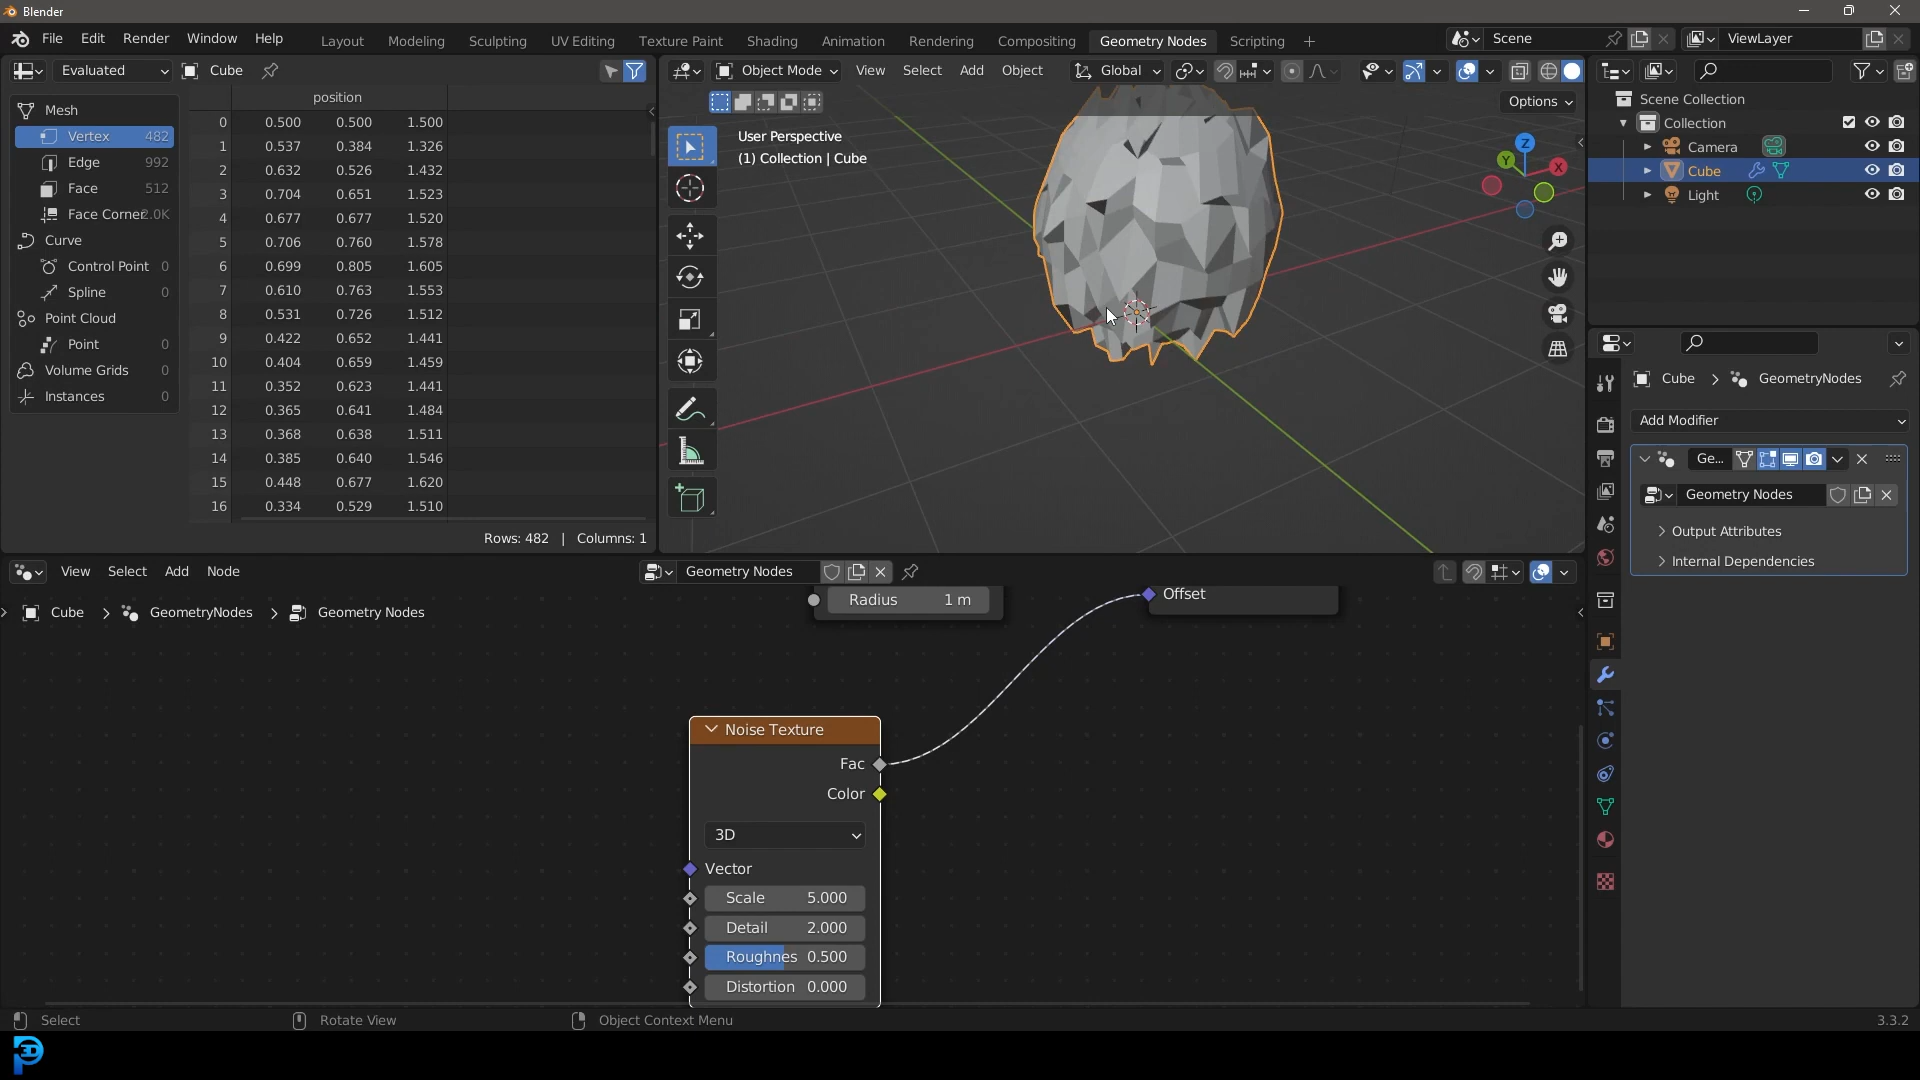 Blender
File Edit Render Window Help
Layout Modeling Sculpting UV Editing Texture Paint Shading Animation Rendering Compositing Geometry Nodes Scripting +
Scene
ViewLayer
Evaluated Cube
Mesh
Vertex 482
Edge 992
Face 512
Face Corner 2.0K
Curve
Control Point 0
Spline 0
Point Cloud
Point 0
Volume Grids 0
Instances 0
position
0 0.500 0.500 1.500
1 0.537 0.384 1.326
2 0.632 0.526 1.432
3 0.704 0.651 1.523
4 0.677 0.677 1.520
5 0.706 0.760 1.578
6 0.699 0.805 1.605
7 0.610 0.763 1.553
8 0.531 0.726 1.512
9 0.422 0.652 1.441
10 0.404 0.659 1.459
11 0.352 0.623 1.441
12 0.365 0.641 1.484
13 0.368 0.638 1.511
14 0.385 0.640 1.546
15 0.448 0.677 1.620
16 0.334 0.529 1.510
Rows: 482 | Columns: 1
Object Mode View Select Add Object Global
Options
User Perspective
(1) Collection | Cube
Z
Y
X
Scene Collection
Collection
Camera
Cube
Light
Cube > GeometryNodes
Add Modifier
Ge...
Geometry Nodes
Output Attributes
Internal Dependencies
View Select Add Node
Geometry Nodes
Cube > GeometryNodes > Geometry Nodes
Radius 1 m
Offset
Noise Texture
Fac
Color
3D
Vector
Scale 5.000
Detail 2.000
Roughnes 0.500
Distortion 0.000
Select
Rotate View
Object Context Menu
3.3.2
3D